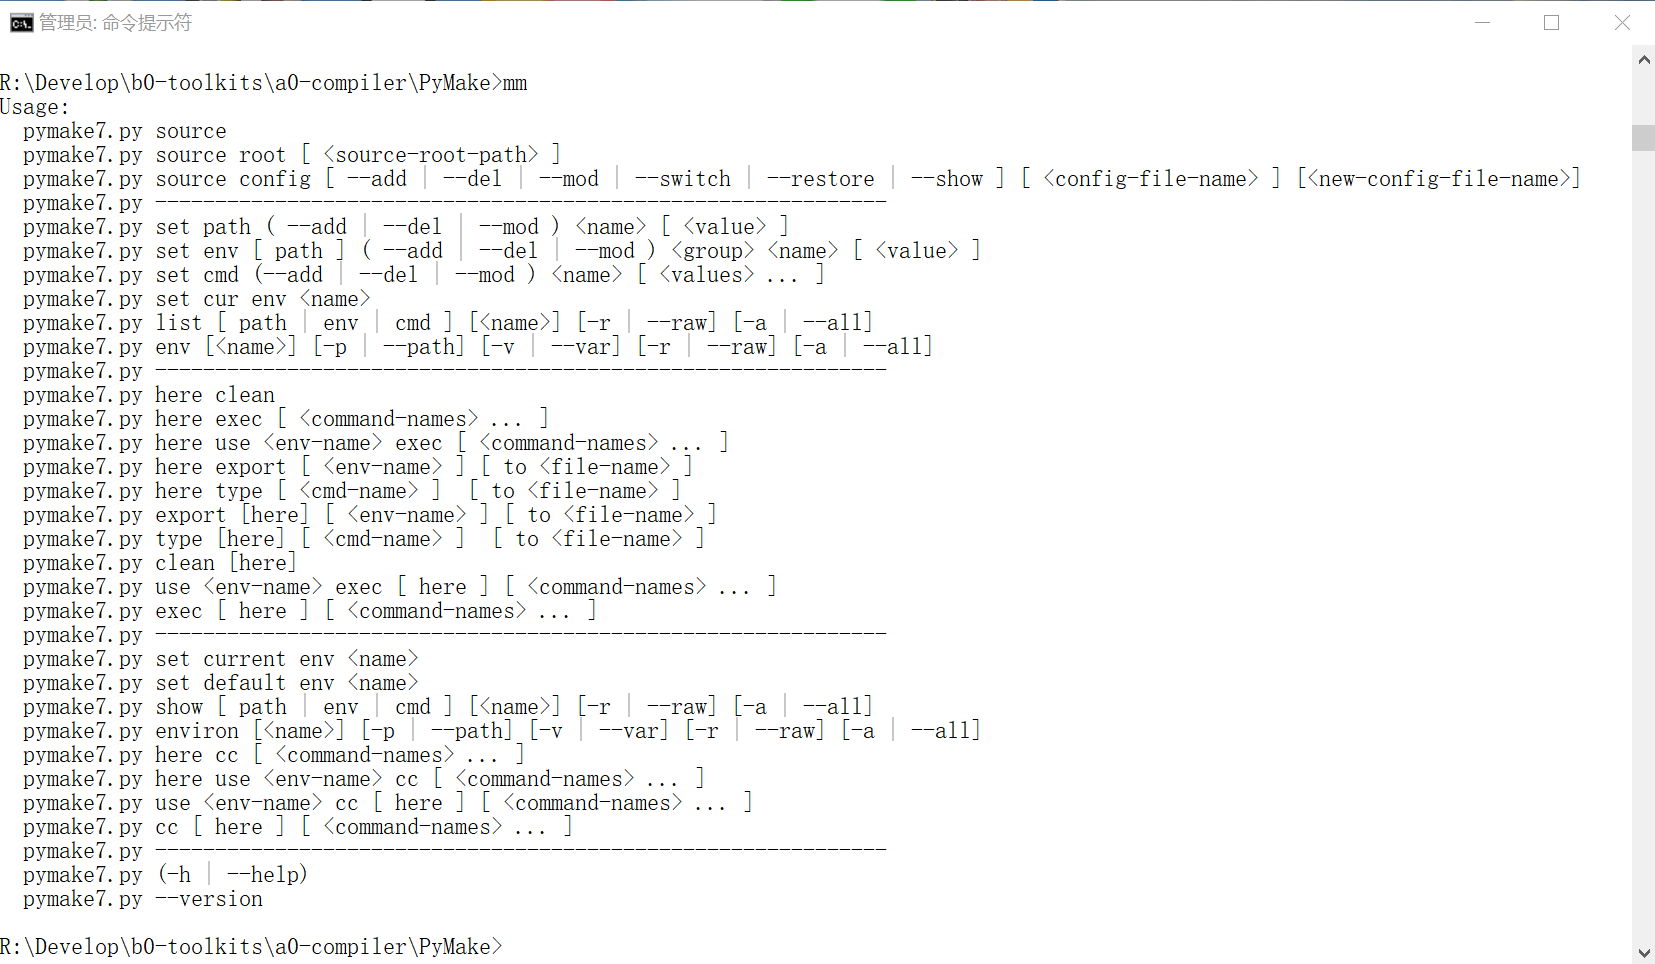 管理员: 命令提示符
R:\Develop\b0-toolkits\a0-compiler\PyMake>mm
Usage:
  pymake7.py source
  pymake7.py source root [ <source-root-path> ]
  pymake7.py source config [ --add | --del | --mod | --switch | --restore | --show ] [ <config-file-name> ] [<new-config-file-name>]
  pymake7.py -------------------------------------------------------------
  pymake7.py set path ( --add | --del | --mod ) <name> [ <value> ]
  pymake7.py set env [ path ] ( --add | --del | --mod ) <group> <name> [ <value> ]
  pymake7.py set cmd (--add | --del | --mod ) <name> [ <values> ... ]
  pymake7.py set cur env <name>
  pymake7.py list [ path | env | cmd ] [<name>] [-r | --raw] [-a | --all]
  pymake7.py env [<name>] [-p | --path] [-v | --var] [-r | --raw] [-a | --all]
  pymake7.py -------------------------------------------------------------
  pymake7.py here clean
  pymake7.py here exec [ <command-names> ... ]
  pymake7.py here use <env-name> exec [ <command-names> ... ]
  pymake7.py here export [ <env-name> ] [ to <file-name> ]
  pymake7.py here type [ <cmd-name> ]  [ to <file-name> ]
  pymake7.py export [here] [ <env-name> ] [ to <file-name> ]
  pymake7.py type [here] [ <cmd-name> ]  [ to <file-name> ]
  pymake7.py clean [here]
  pymake7.py use <env-name> exec [ here ] [ <command-names> ... ]
  pymake7.py exec [ here ] [ <command-names> ... ]
  pymake7.py -------------------------------------------------------------
  pymake7.py set current env <name>
  pymake7.py set default env <name>
  pymake7.py show [ path | env | cmd ] [<name>] [-r | --raw] [-a | --all]
  pymake7.py environ [<name>] [-p | --path] [-v | --var] [-r | --raw] [-a | --all]
  pymake7.py here cc [ <command-names> ... ]
  pymake7.py here use <env-name> cc [ <command-names> ... ]
  pymake7.py use <env-name> cc [ here ] [ <command-names> ... ]
  pymake7.py cc [ here ] [ <command-names> ... ]
  pymake7.py -------------------------------------------------------------
  pymake7.py (-h | --help)
  pymake7.py --version
R:\Develop\b0-toolkits\a0-compiler\PyMake>